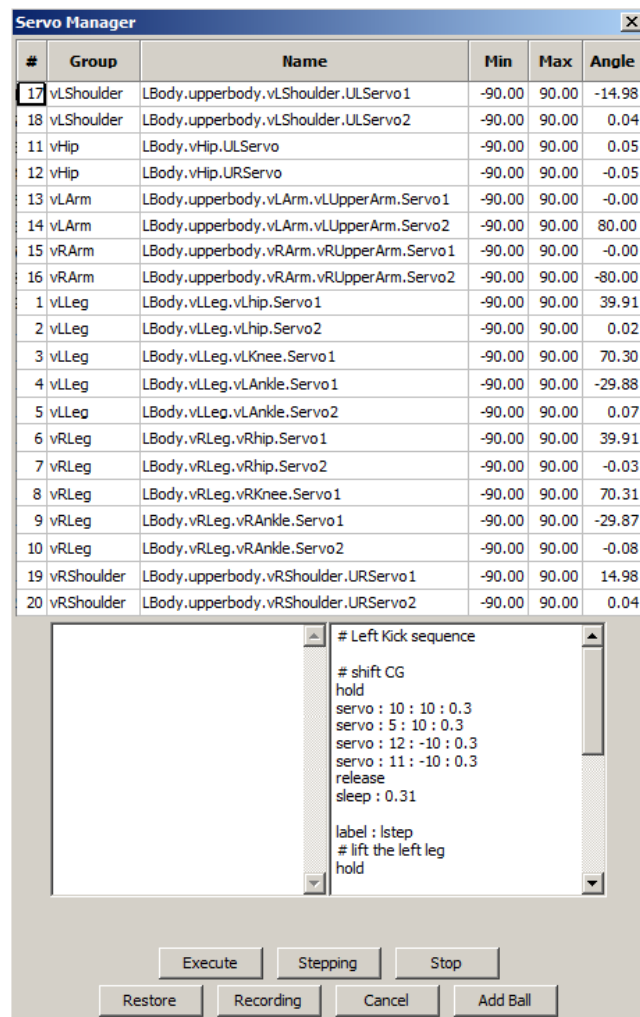 Servo Manager
# Group Name Min Max Angle
17 vLShoulder LBody.upperbody.vLShoulder.ULServo1 -90.00 90.00 -14.98
18 vLShoulder LBody.upperbody.vLShoulder.ULServo2 -90.00 90.00 0.04
11 vHip LBody.vHip.ULServo -90.00 90.00 0.05
12 vHip LBody.vHip.URServo -90.00 90.00 -0.05
13 vLArm LBody.upperbody.vLArm.vLUpperArm.Servo1 -90.00 90.00 -0.00
14 vLArm LBody.upperbody.vLArm.vLUpperArm.Servo2 -90.00 90.00 80.00
15 vRArm LBody.upperbody.vRArm.vRUpperArm.Servo1 -90.00 90.00 -0.00
16 vRArm LBody.upperbody.vRArm.vRUpperArm.Servo2 -90.00 90.00 -80.00
1 vLLeg LBody.vLLeg.vLhip.Servo1 -90.00 90.00 39.91
2 vLLeg LBody.vLLeg.vLhip.Servo2 -90.00 90.00 0.02
3 vLLeg LBody.vLLeg.vLKnee.Servo1 -90.00 90.00 70.30
4 vLLeg LBody.vLLeg.vLAnkle.Servo1 -90.00 90.00 -29.88
5 vLLeg LBody.vLLeg.vLAnkle.Servo2 -90.00 90.00 0.07
6 vRLeg LBody.vRLeg.vRhip.Servo1 -90.00 90.00 39.91
7 vRLeg LBody.vRLeg.vRhip.Servo2 -90.00 90.00 -0.03
8 vRLeg LBody.vRLeg.vRKnee.Servo1 -90.00 90.00 70.31
9 vRLeg LBody.vRLeg.vRAnkle.Servo1 -90.00 90.00 -29.87
10 vRLeg LBody.vRLeg.vRAnkle.Servo2 -90.00 90.00 -0.08
19 vRShoulder LBody.upperbody.vRShoulder.URServo1 -90.00 90.00 14.98
20 vRShoulder LBody.upperbody.vRShoulder.URServo2 -90.00 90.00 0.04
# Left Kick sequence
# shift CG
hold
servo : 10 : 10 : 0.3
servo : 5 : 10 : 0.3
servo : 12 : -10 : 0.3
servo : 11 : -10 : 0.3
release
sleep : 0.31
label : lstep
# lift the left leg
hold
Execute Stepping Stop
Restore Recording Cancel Add Ball